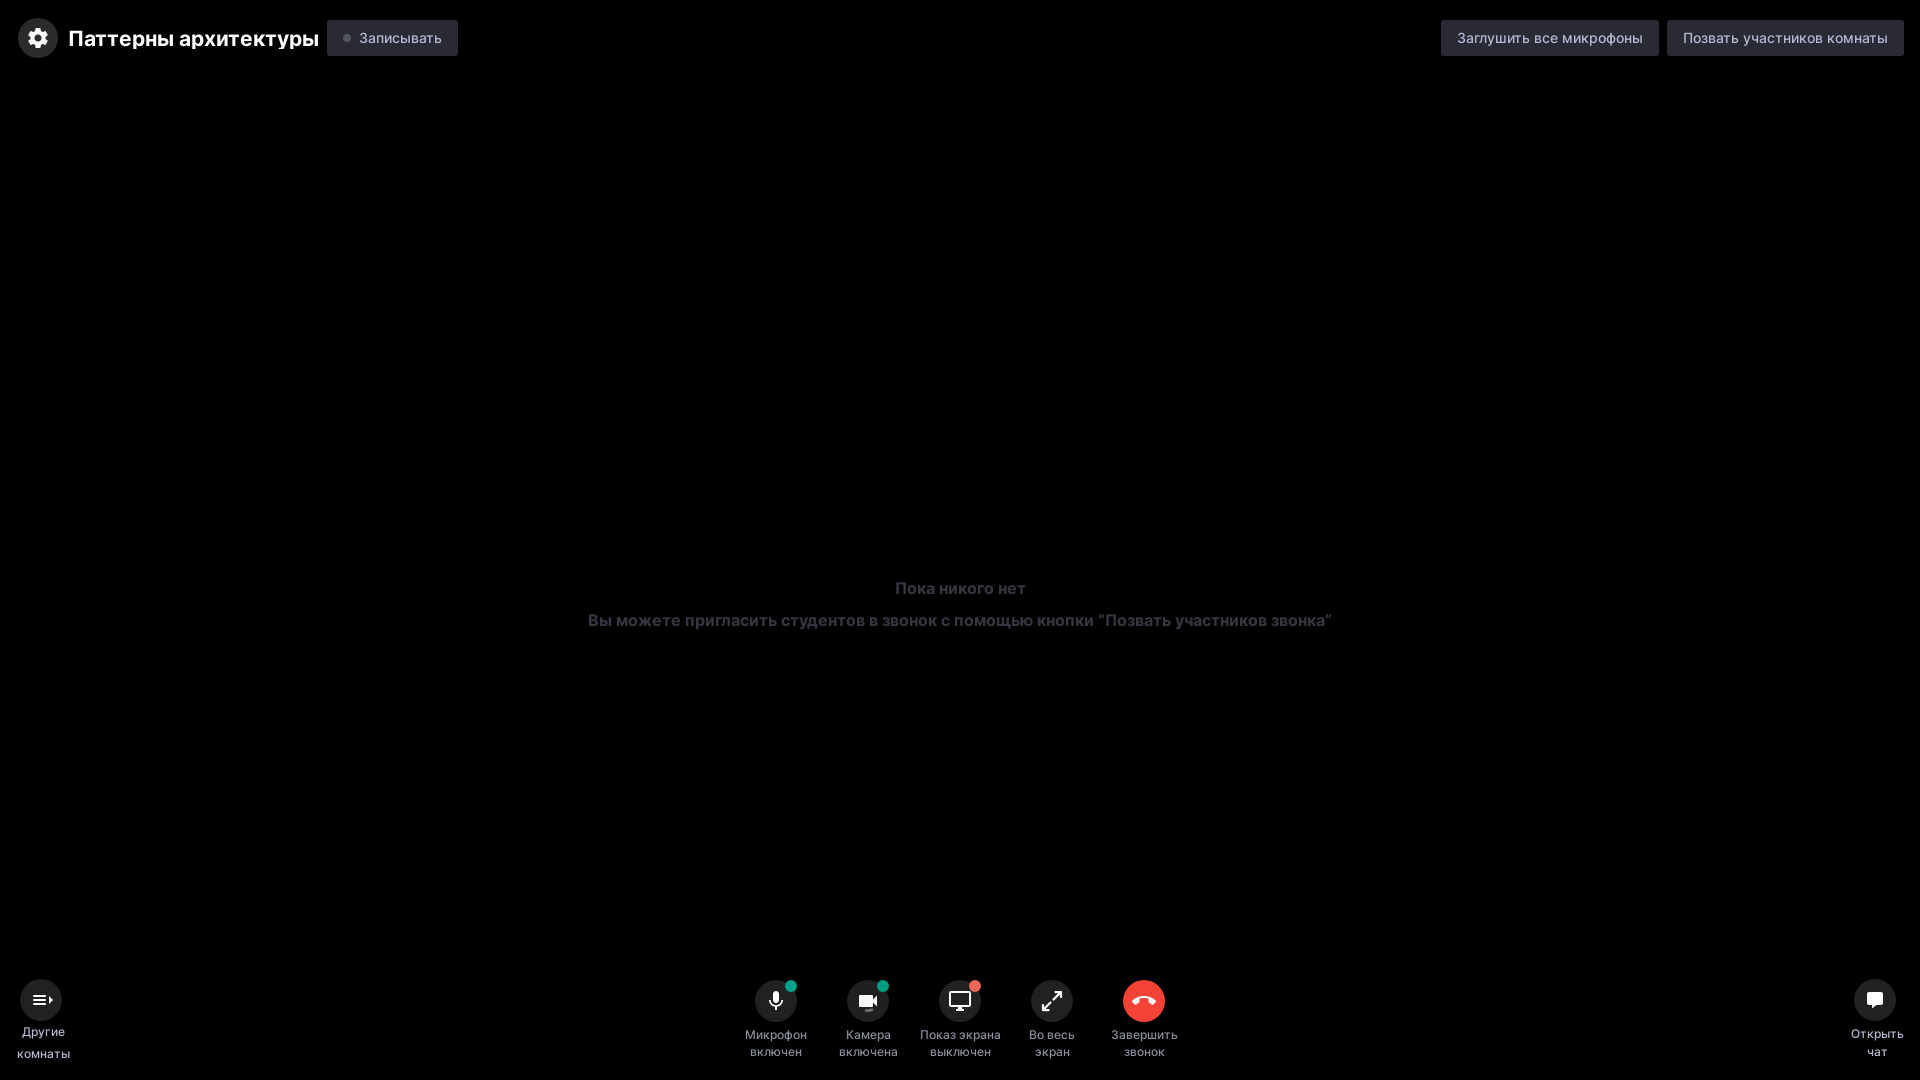 Паттерны архитектуры
Записывать
Заглушить все микрофоны
Позвать участников комнаты
Пока никого нет
Вы можете пригласить студентов в звонок с помощью кнопки “Позвать участников звонка”
Другие
комнаты
Микрофон
включен
Камера
включена
Показ экрана
выключен
Во весь
экран
Завершить
звонок
Открыть
чат